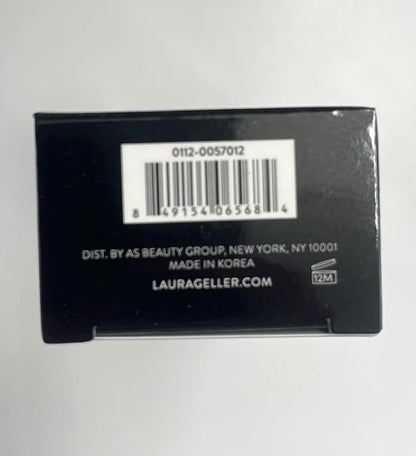 0112-0057012
8 49154 06568 4
DIST. BY AS BEAUTY GROUP, NEW YORK, NY 10001
MADE IN KOREA
LAURAGELLER.COM
12M